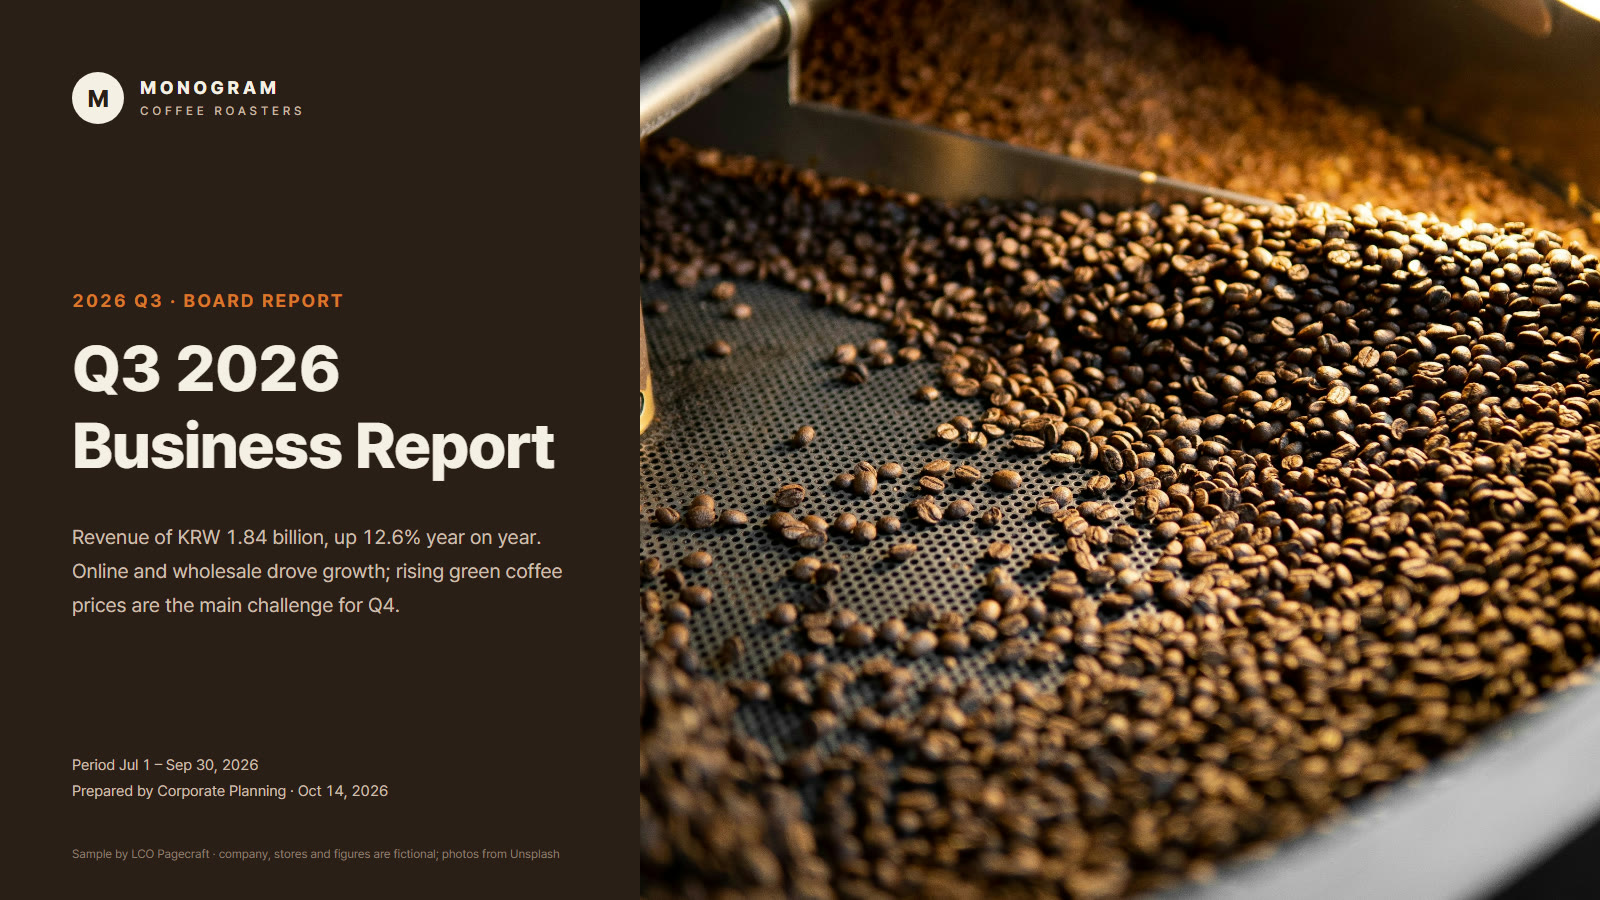 M
MONOGRAM
COFFEE ROASTERS
2026 Q3 · BOARD REPORT
Q3 2026
Business Report
Revenue of KRW 1.84 billion, up 12.6% year on year.
Online and wholesale drove growth; rising green coffee
prices are the main challenge for Q4.
Period Jul 1 – Sep 30, 2026
Prepared by Corporate Planning · Oct 14, 2026
Sample by LCO Pagecraft · company, stores and figures are fictional; photos from Unsplash